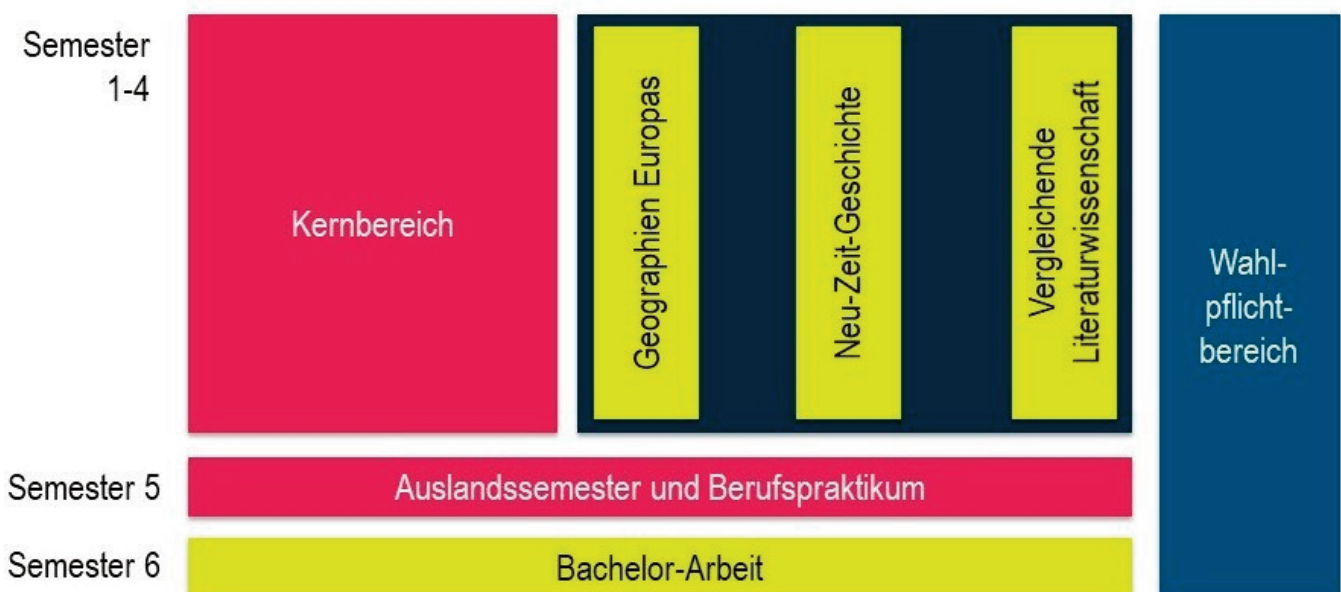 Semester
1-4
Kernbereich
Geographien Europas
Neu-Zeit-Geschichte
Vergleichende
Literaturwissenschaft
Wahl-
pflicht-
bereich
Semester 5
Auslandssemester und Berufspraktikum
Semester 6
Bachelor-Arbeit